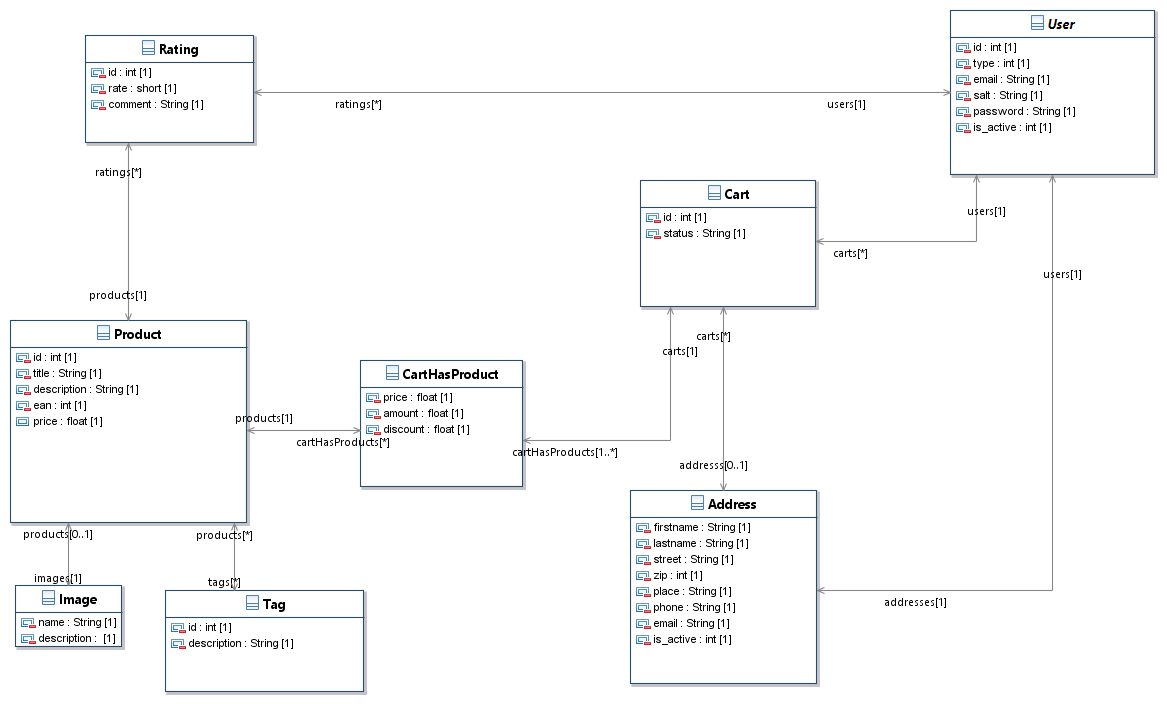 User
id : int [1]
type : int [1]
email : String [1]
salt : String [1]
password : String [1]
is_active : int [1]
Rating
id : int [1]
rate : short [1]
comment : String [1]
ratings[*]
users[1]
ratings[*]
products[1]
Cart
id : int [1]
status : String [1]
users[1]
carts[*]
users[1]
carts[*]
carts[1]
Product
id : int [1]
title : String [1]
description : String [1]
ean : int [1]
price : float [1]
CartHasProduct
price : float [1]
amount : float [1]
discount : float [1]
products[1]
cartHasProducts[*]
cartHasProducts[1..*]
addresss[0..1]
Address
firstname : String [1]
lastname : String [1]
street : String [1]
zip : int [1]
place : String [1]
phone : String [1]
email : String [1]
is_active : int [1]
addresses[1]
products[0..1]
images[1]
products[*]
tags[*]
Image
name : String [1]
description : [1]
Tag
id : int [1]
description : String [1]